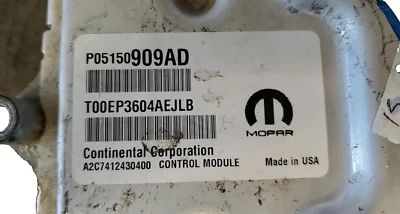 P05150909AD
T00EP3604AEJLB
MOPAR
Continental Corporation
A2C7412430400 CONTROL MODULE Made in USA